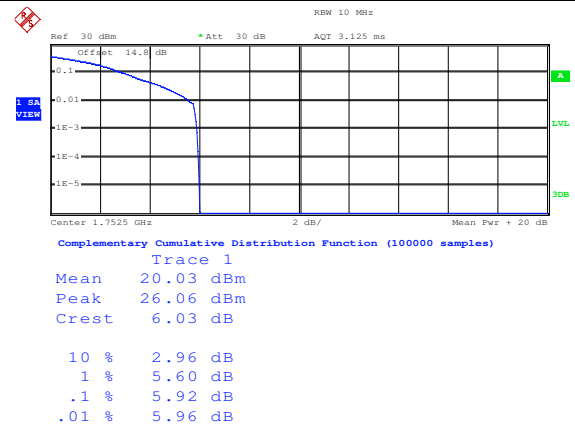 R S
RBW 10 MHz
Ref 30 dBm *Att 30 dB AQT 3.125 ms
Offset 14.8 dB
0.1
A
1 SA
VIEW
0.01
1E-3
LVL
1E-4
1E-5
3DB
Center 1.7525 GHz 2 dB/ Mean Pwr + 20 dB
Complementary Cumulative Distribution Function (100000 samples)
Trace 1
Mean 20.03 dBm
Peak 26.06 dBm
Crest 6.03 dB
10 % 2.96 dB
1 % 5.60 dB
.1 % 5.92 dB
.01 % 5.96 dB